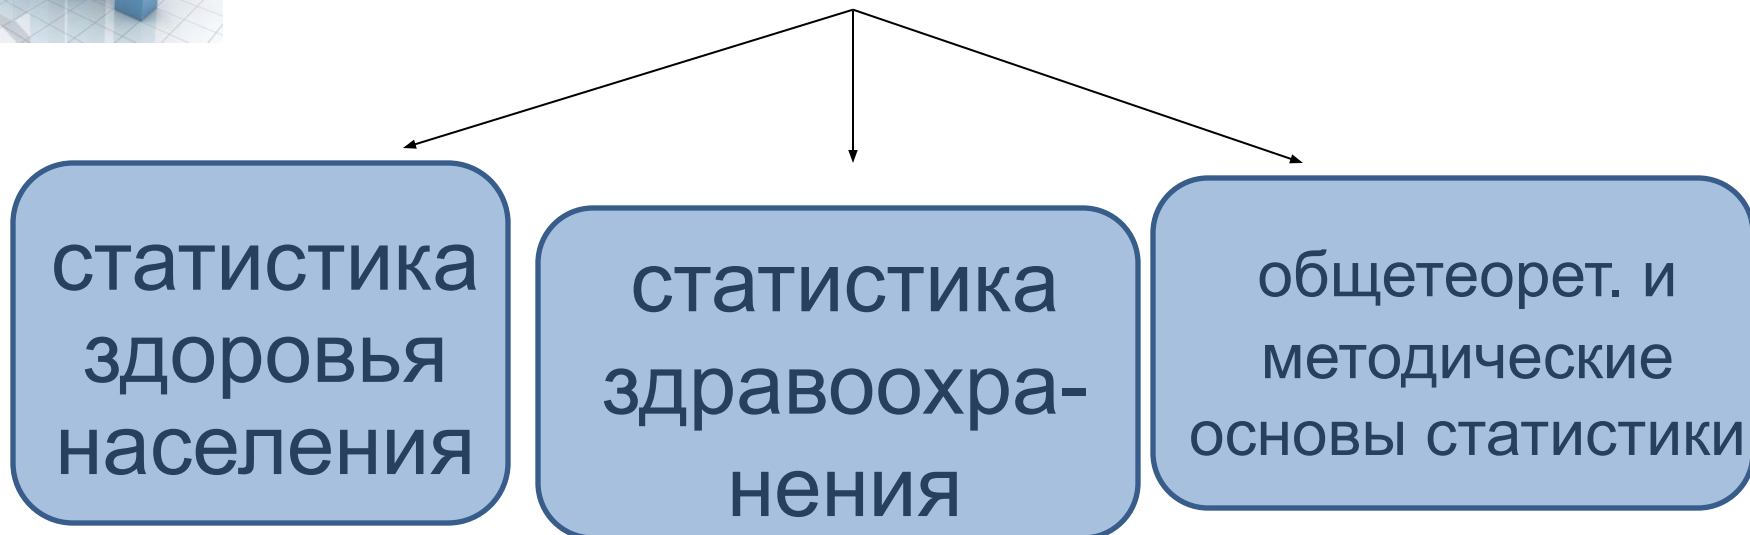 статистика
здоровья
населения
статистика
здравоохра-
нения
общетеорет. и
методические
основы статистики